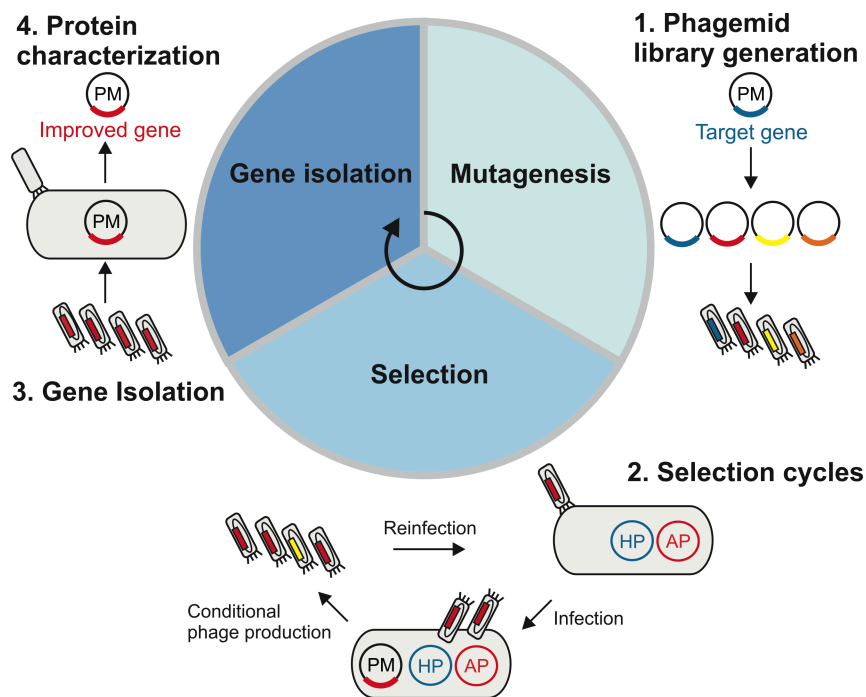 4. Protein
characterization
PM
Improved gene
PM
3. Gene Isolation
Gene isolation
Mutagenesis
Selection
1. Phagemid
library generation
PM
Target gene
2. Selection cycles
HP
AP
Infection
PM
HP
AP
Conditional
phage production
Reinfection